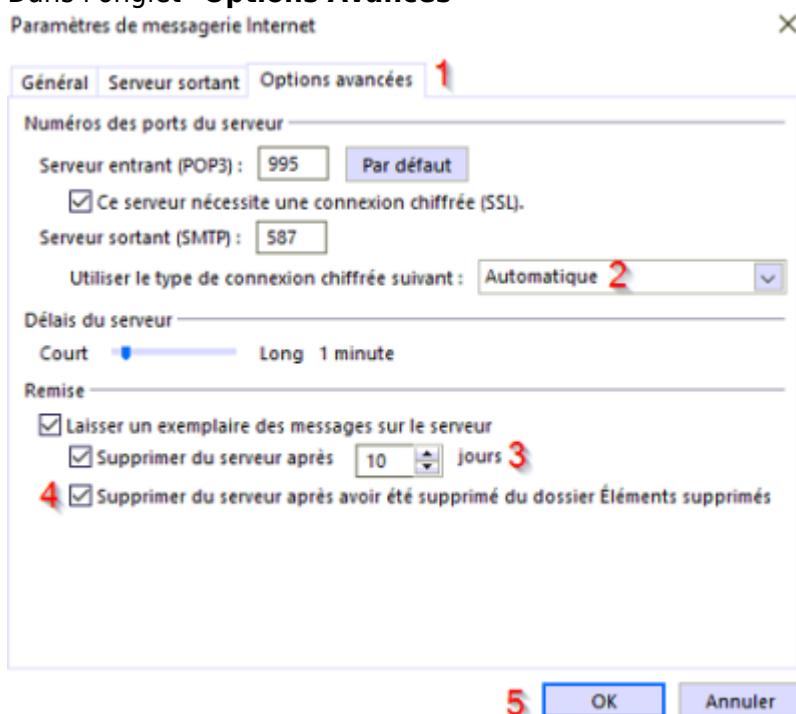 Dans l'onglet "Options Avancés"
Paramètres de messagerie Internet
Général Serveur sortant Options avancées 1
Numéros des ports du serveur
Serveur entrant (POP3) : 995 Par défaut
Ce serveur nécessite une connexion chiffrée (SSL).
Serveur sortant (SMTP) : 587
Utiliser le type de connexion chiffrée suivant : Automatique 2
Délais du serveur
Court Long 1 minute
Remise
Laisser un exemplaire des messages sur le serveur
Supprimer du serveur après 10 jours 3
4 Supprimer du serveur après avoir été supprimé du dossier Éléments supprimés
5 OK Annuler